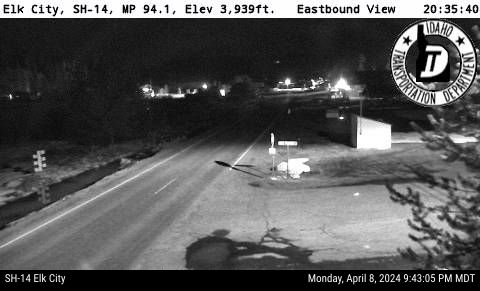 Elk City, SH-14, MP 94.1, Elev 3,939ft. Eastbound View 20:35:40
IDAHO
TRANSPORTATION DEPARTMENT
SH-14 Elk City Monday, April 8, 2024 9:43:05 PM MDT